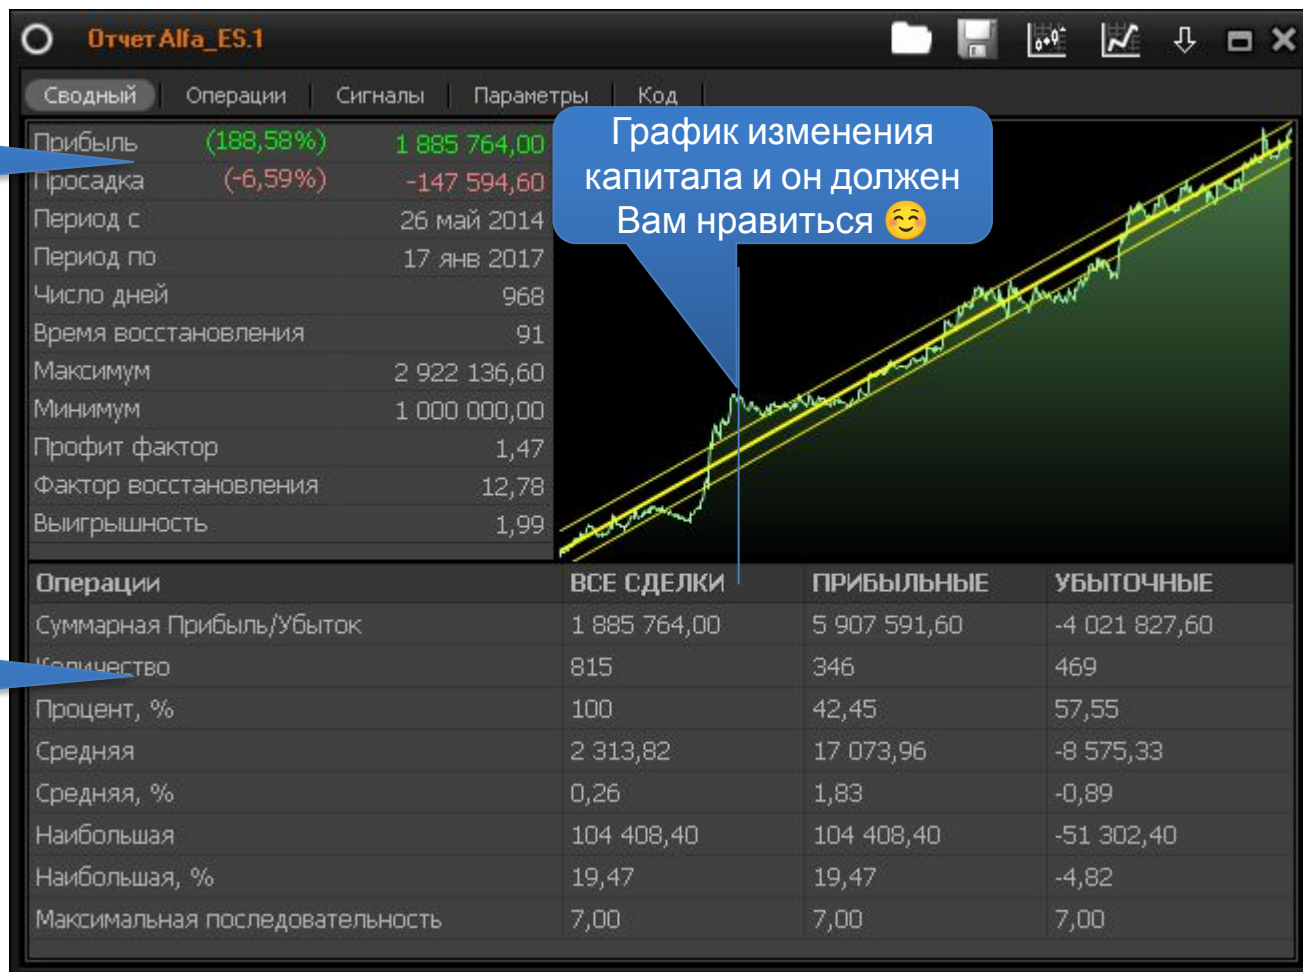 Отчет Alfa_ES.1
Сводный Операции Сигналы Параметры Код
Прибыль (188,58%) 1 885 764,00
Просадка (-6,59%) -147 594,60
Период с 26 май 2014
Период по 17 янв 2017
Число дней 968
Время восстановления 91
Максимум 2 922 136,60
Минимум 1 000 000,00
Профит фактор 1,47
Фактор восстановления 12,78
Выигрышность 1,99
График изменения
капитала и он должен
Вам нравиться ☺️
Операции ВСЕ СДЕЛКИ ПРИБЫЛЬНЫЕ УБЫТОЧНЫЕ
Суммарная Прибыль/Убыток 1 885 764,00 5 907 591,60 -4 021 827,60
Количество 815 346 469
Процент, % 100 42,45 57,55
Средняя 2 313,82 17 073,96 -8 575,33
Средняя, % 0,26 1,83 -0,89
Наибольшая 104 408,40 104 408,40 -51 302,40
Наибольшая, % 19,47 19,47 -4,82
Максимальная последовательность 7,00 7,00 7,00